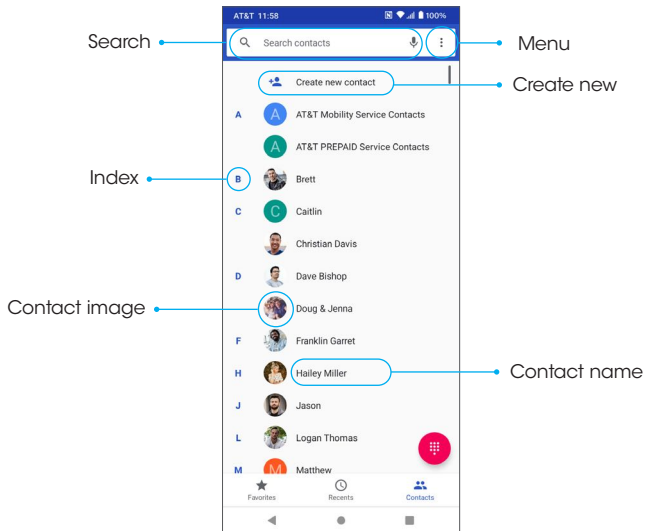 AT&T 11:58 100%
Search Search contacts Menu
Create new contact Create new
A A AT&T Mobility Service Contacts
A AT&T PREPAID Service Contacts
Index B Brett
C C Caitlin
Christian Davis
D Dave Bishop
Contact image Doug & Jenna
F Franklin Garret
H Hailey Miller Contact name
J Jason
L Logan Thomas
M M Matthew
Favorites Recents Contacts